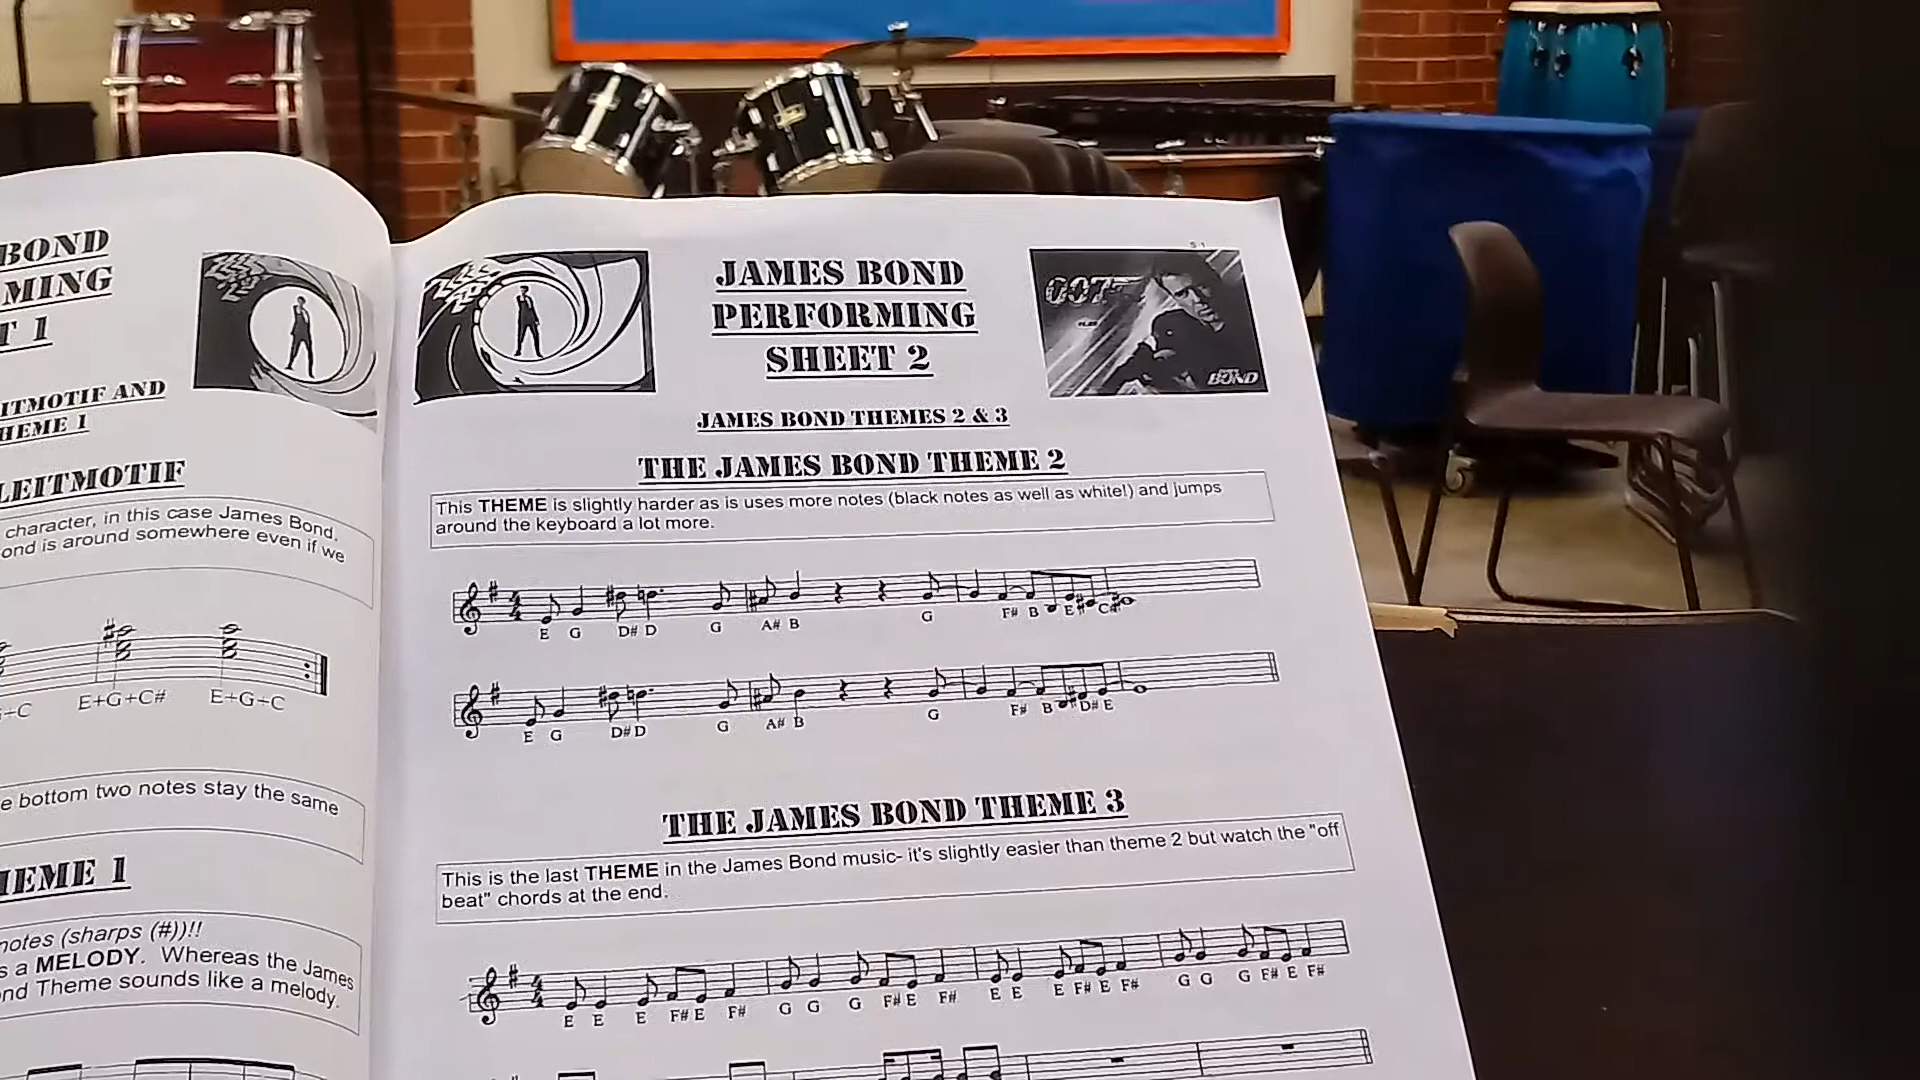 BOND
MING
T 1
ITMOTIF AND
HEME 1
LEITMOTIF
character, in this case James Bond.
ond is around somewhere even if we
E+G+C# E+G+C
e bottom two notes stay the same
HEME 1
notes (sharps (#))!!
s a MELODY. Whereas the James
nd Theme sounds like a melody.
S 1
JAMES BOND
PERFORMING
SHEET 2
007
BOND
JAMES BOND THEMES 2 & 3
THE JAMES BOND THEME 2
This THEME is slightly harder as is uses more notes (black notes as well as white!) and jumps
around the keyboard a lot more.
E G D# D G A# B G F# B E C#
E G D# D G A# B G F# B D# E
THE JAMES BOND THEME 3
This is the last THEME in the James Bond music- it's slightly easier than theme 2 but watch the "off
beat" chords at the end.
E E E F# E F# G G G F# E F# E E E F# E F# G G G F# E F#